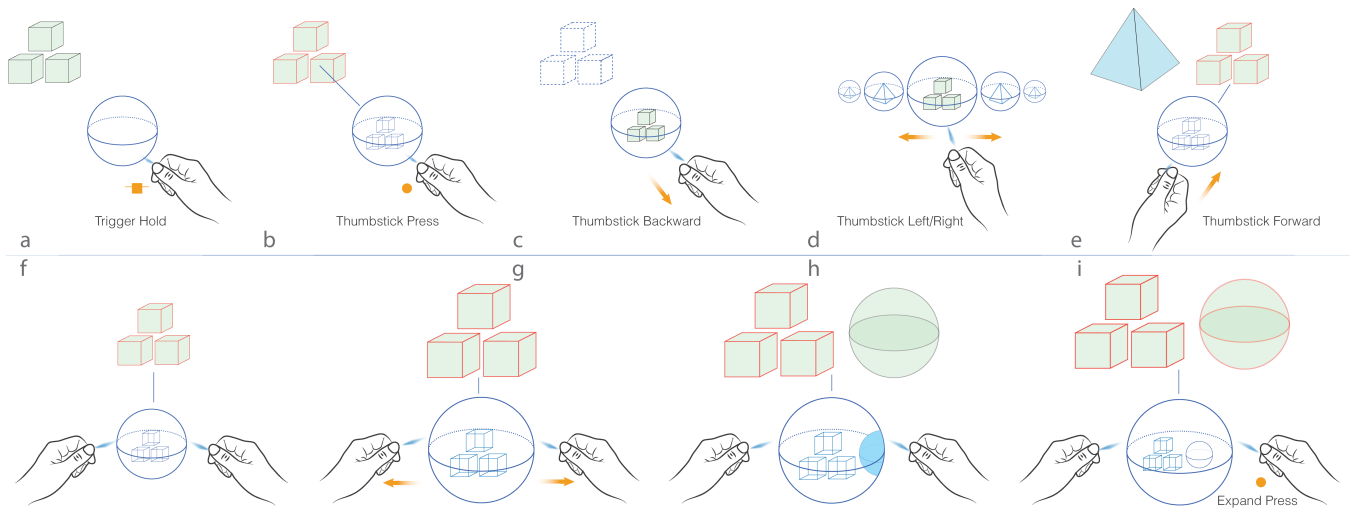 Trigger Hold
a
Thumbstick Press
b
Thumbstick Backward
c
Thumbstick Left/Right
d
Thumbstick Forward
e
f
g
h
i
Expand Press